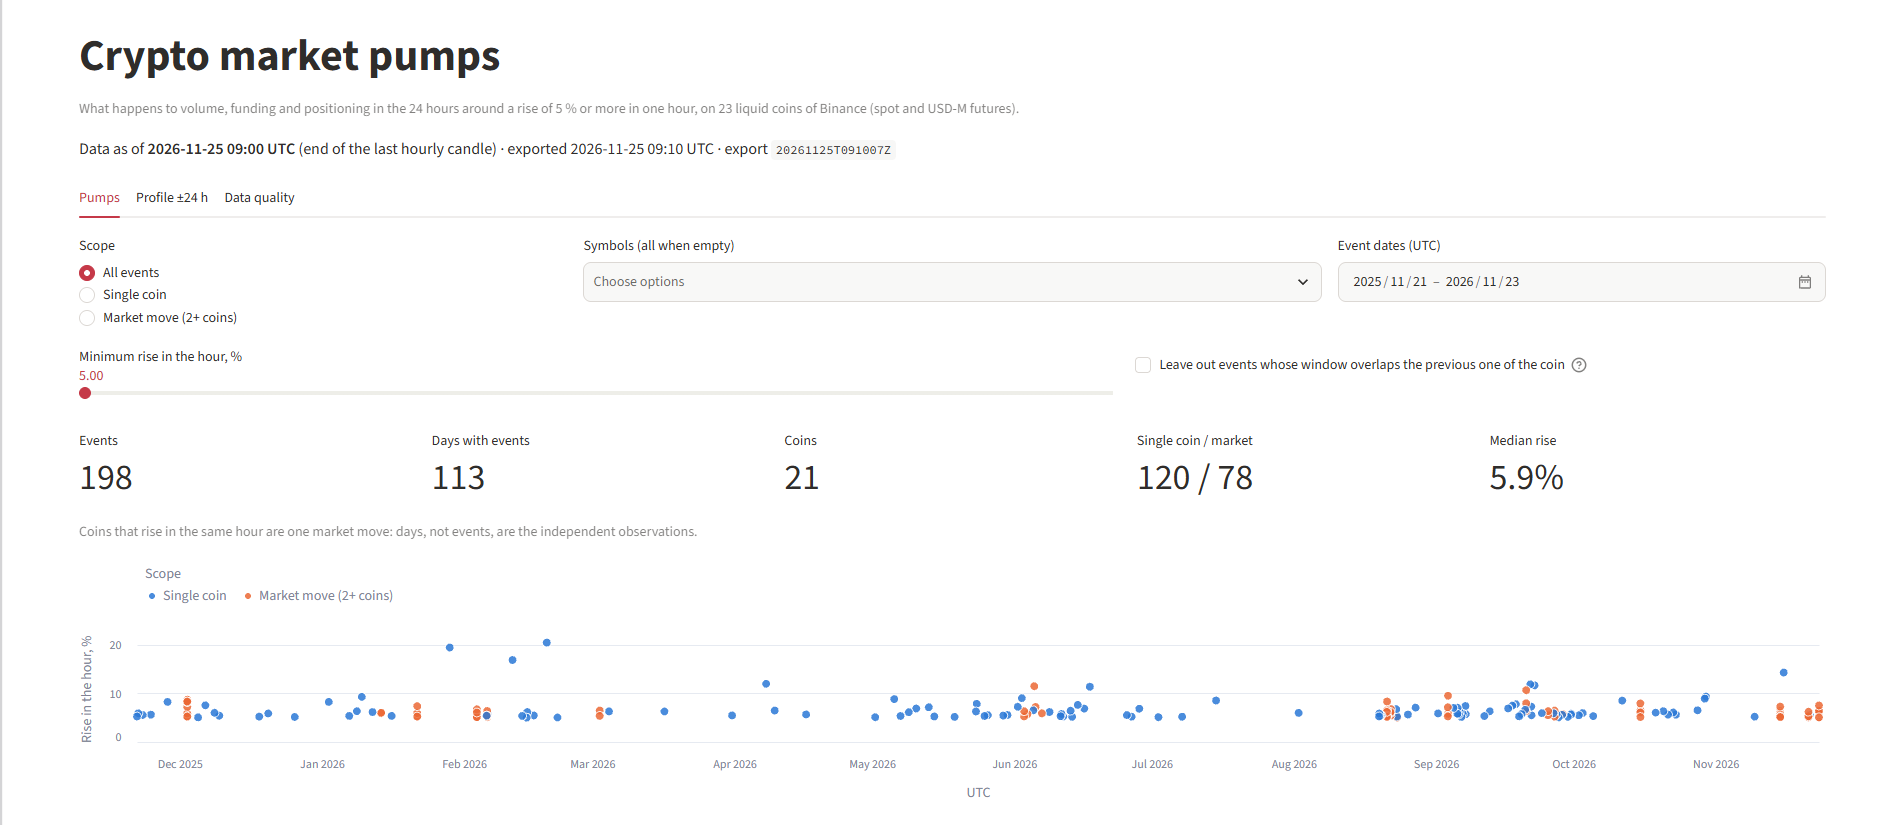 Crypto market pumps
What happens to volume, funding and positioning in the 24 hours around a rise of 5 % or more in one hour, on 23 liquid coins of Binance (spot and USD-M futures).
Data as of 2026-11-25 09:00 UTC (end of the last hourly candle) · exported 2026-11-25 09:10 UTC · export 20261125T091007Z
Pumps Profile ±24 h Data quality
Scope
All events
Single coin
Market move (2+ coins)
Symbols (all when empty)
Choose options
Event dates (UTC)
2025/11/21 – 2026/11/23
Minimum rise in the hour, %
5.00
Leave out events whose window overlaps the previous one of the coin
Events
198
Days with events
113
Coins
21
Single coin / market
120 / 78
Median rise
5.9%
Coins that rise in the same hour are one market move: days, not events, are the independent observations.
Scope
Single coin Market move (2+ coins)
Rise in the hour, %
20
10
0
Dec 2025 Jan 2026 Feb 2026 Mar 2026 Apr 2026 May 2026 Jun 2026 Jul 2026 Aug 2026 Sep 2026 Oct 2026 Nov 2026
UTC